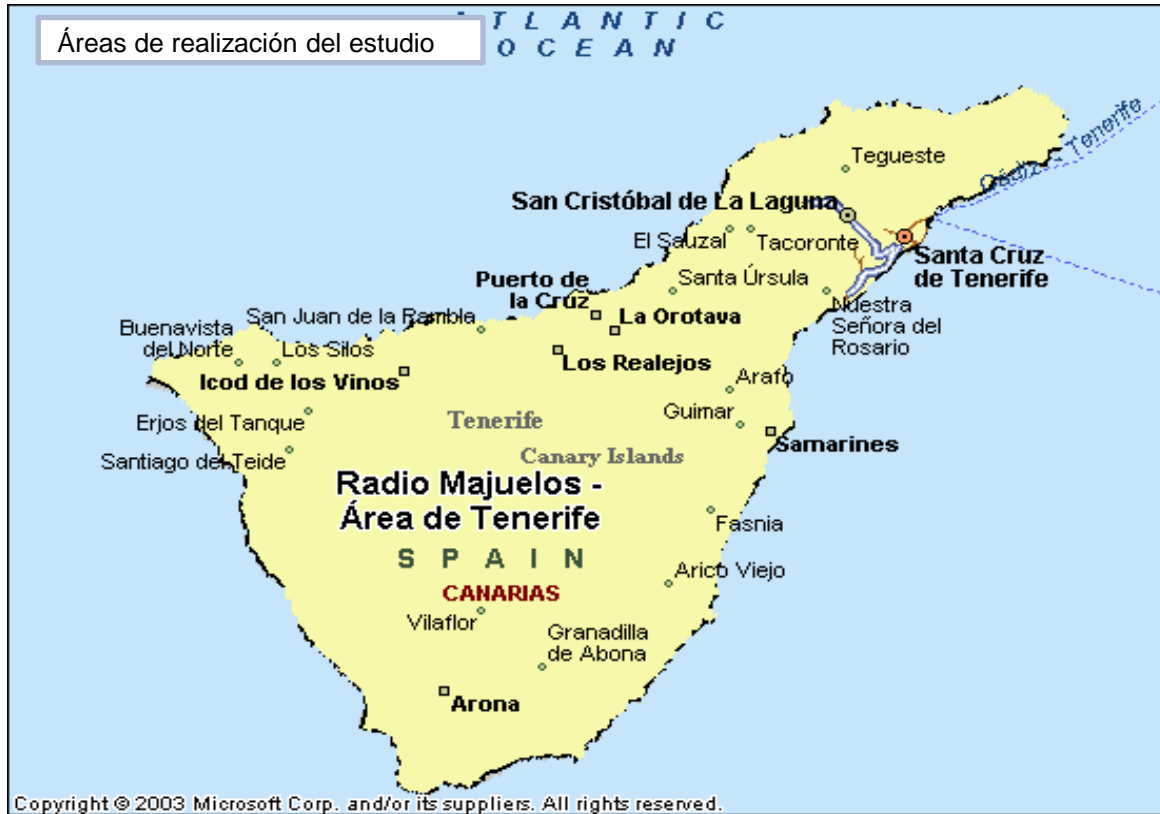 A T L A N T I C
O C E A N
Áreas de realización del estudio
Cádiz - Tenerife
Tegueste
San Cristóbal de La Laguna
El Sauzal
Tacoronte
Santa Cruz
de Tenerife
Puerto de
la Cruz
Santa Úrsula
Nuestra
Señora del
Rosario
San Juan de la Rambla
La Orotava
Buenavista
del Norte
Los Silos
Los Realejos
Icod de los Vinos
Arafo
Erjos del Tanque
Tenerife
Guimar
Samarines
Santiago del Teide
Canary Islands
Radio Majuelos -
Área de Tenerife
Fasnia
S P A I N
Arico Viejo
CANARIAS
Vilaflor
Granadilla
de Abona
Arona
Copyright © 2003 Microsoft Corp. and/or its suppliers. All rights reserved.